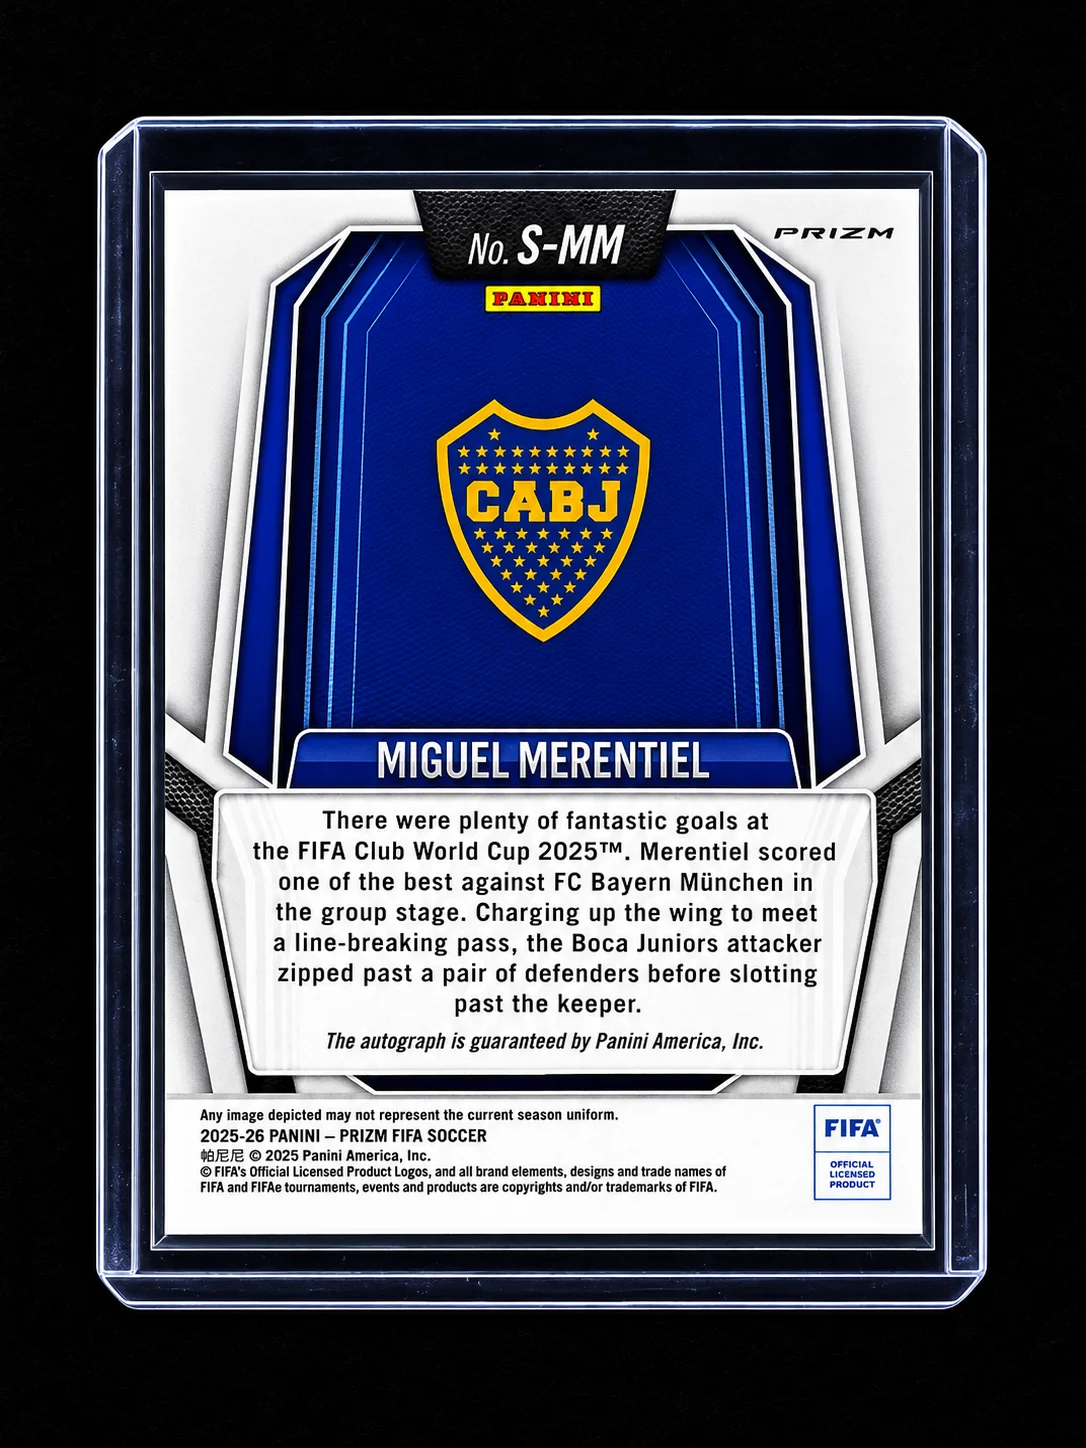 No. S-MM
PRIZM
PANINI
CABJ
MIGUEL MERENTIEL
There were plenty of fantastic goals at
the FIFA Club World Cup 2025™. Merentiel scored
one of the best against FC Bayern München in
the group stage. Charging up the wing to meet
a line-breaking pass, the Boca Juniors attacker
zipped past a pair of defenders before slotting
past the keeper.
The autograph is guaranteed by Panini America, Inc.
Any image depicted may not represent the current season uniform.
2025-26 PANINI – PRIZM FIFA SOCCER
帕尼尼 © 2025 Panini America, Inc.
© FIFA's Official Licensed Product Logos, and all brand elements, designs and trade names of
FIFA and FIFAe tournaments, events and products are copyrights and/or trademarks of FIFA.
FIFA®
OFFICIAL
LICENSED
PRODUCT